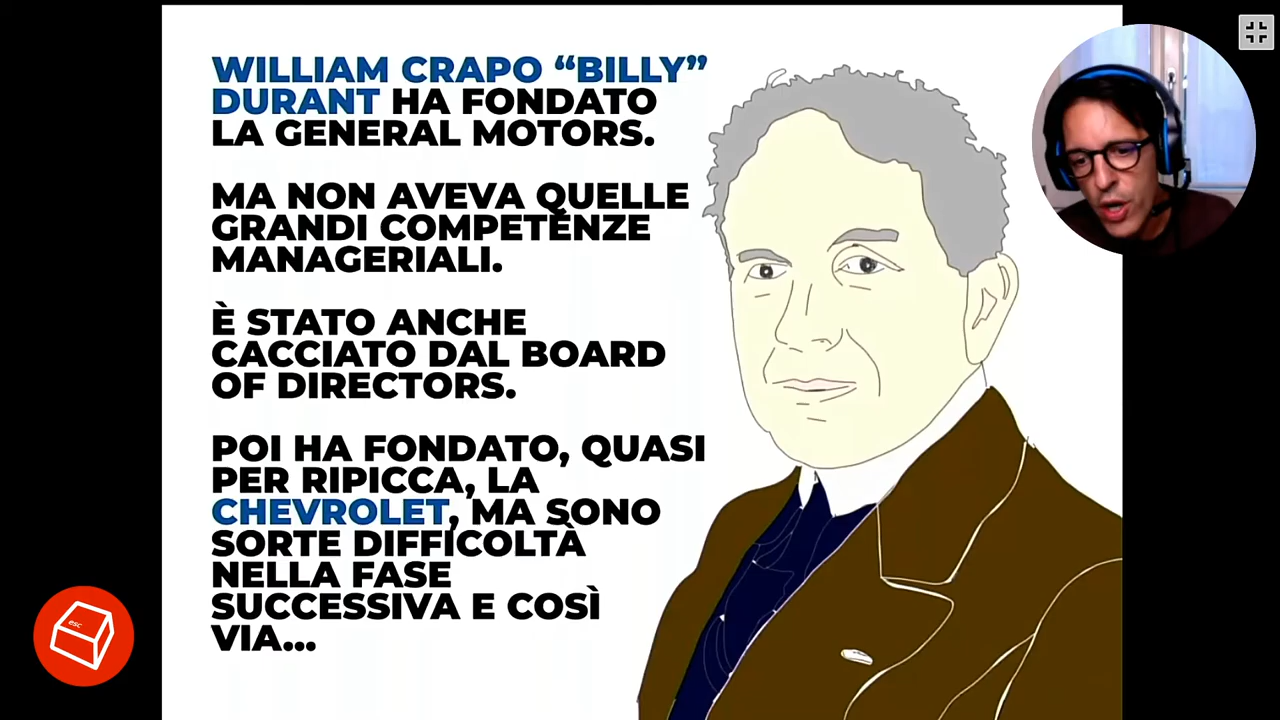 WILLIAM CRAPO “BILLY”
DURANT HA FONDATO
LA GENERAL MOTORS.
MA NON AVEVA QUELLE
GRANDI COMPETENZE
MANAGERIALI.
È STATO ANCHE
CACCIATO DAL BOARD
OF DIRECTORS.
POI HA FONDATO, QUASI
PER RIPICCA, LA
CHEVROLET, MA SONO
SORTE DIFFICOLTÀ
NELLA FASE
SUCCESSIVA E COSÌ
VIA...
esc